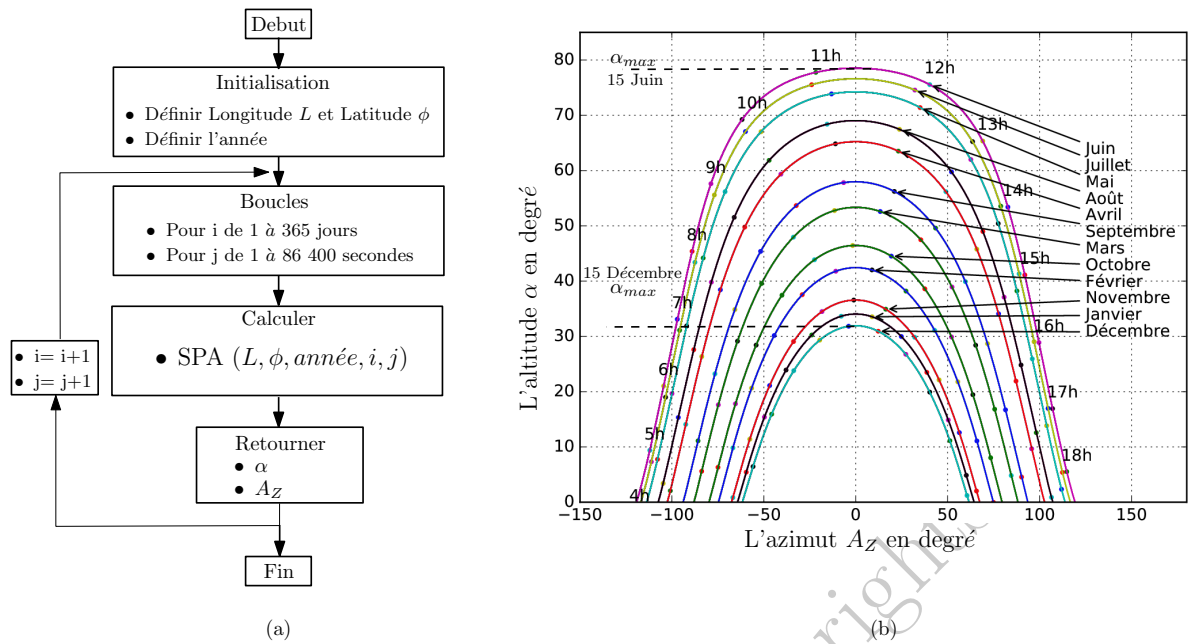 Debut
Initialisation
• Définir Longitude L et Latitude ϕ
• Définir l'année
Boucles
• Pour i de 1 à 365 jours
• Pour j de 1 à 86 400 secondes
Calculer
• SPA (L, ϕ, année, i, j)
• i= i+1
• j= j+1
Retourner
• α
• A_Z
Fin
(a)
L'altitude α en degré
80
70
60
50
40
30
20
10
0
−150
−100
−50
0
50
100
150
L'azimut A_Z en degré
α_max
15 Juin
15 Décembre
α_max
4h
5h
6h
7h
8h
9h
10h
11h
12h
13h
14h
15h
16h
17h
18h
Juin
Juillet
Mai
Août
Avril
Septembre
Mars
Octobre
Février
Novembre
Janvier
Décembre
(b)